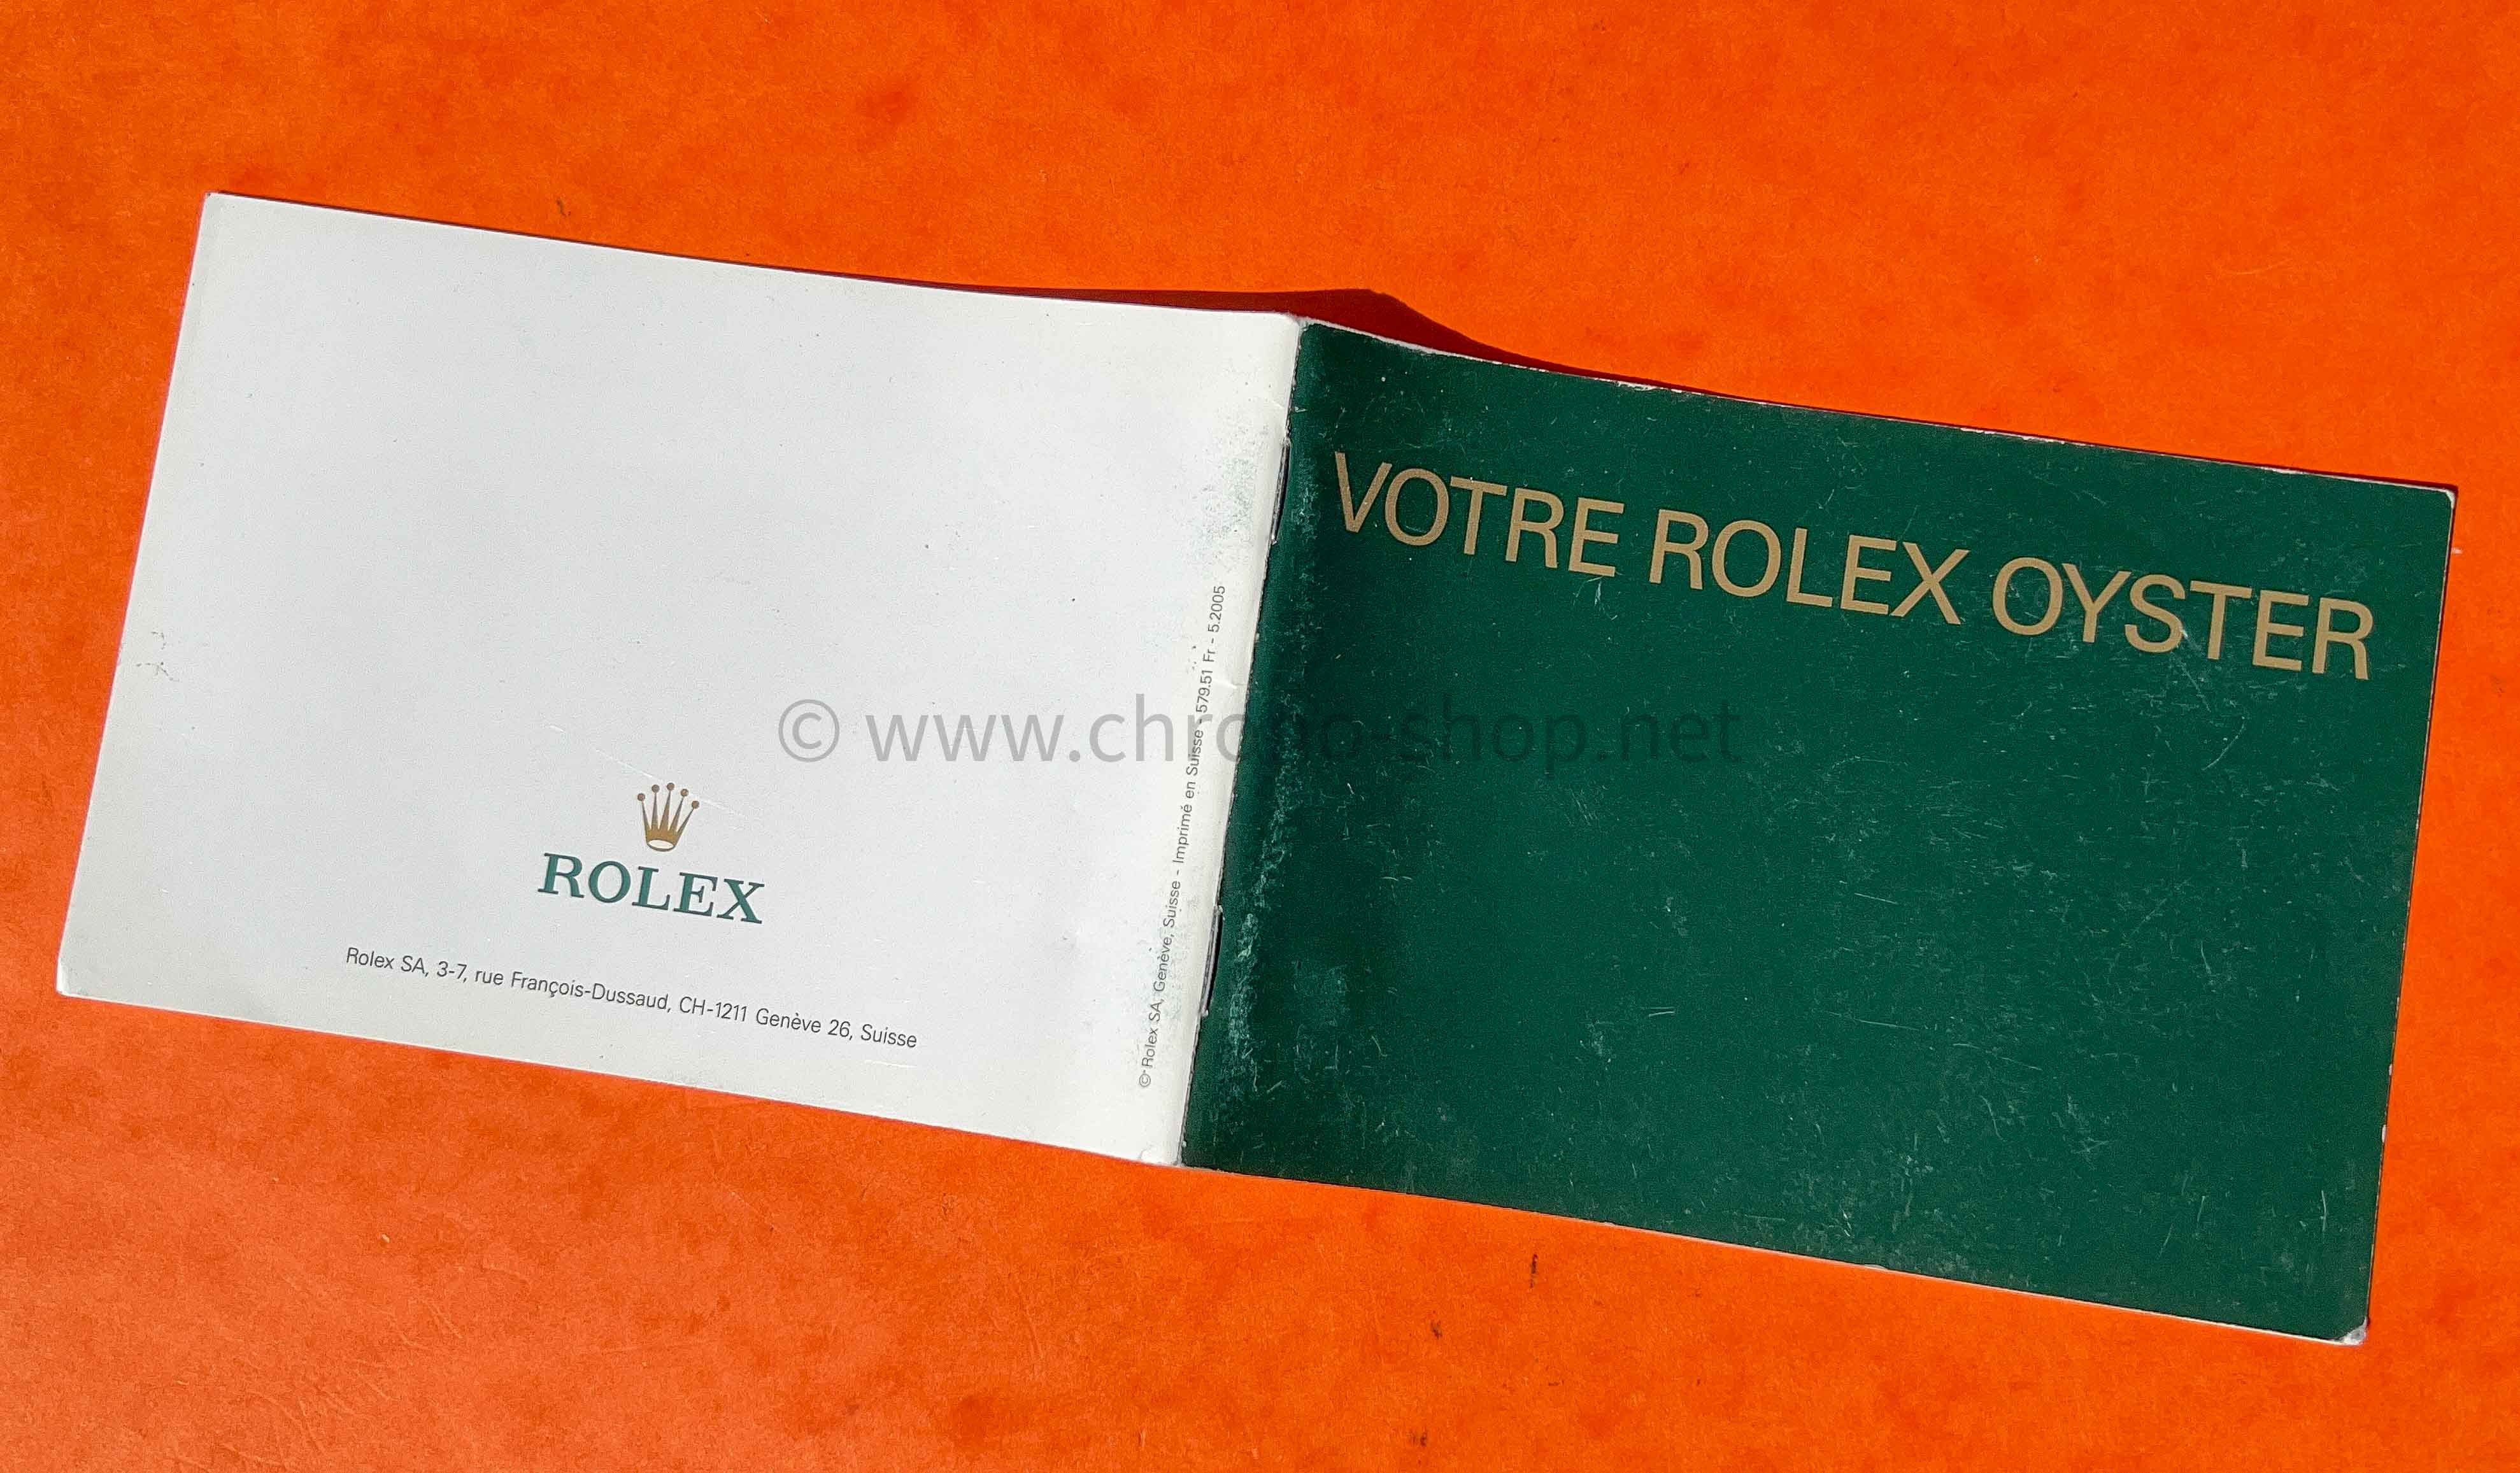 ROLEX
Rolex SA, 3-7, rue François-Dussaud, CH-1211 Genève 26, Suisse
© Rolex SA, Genève, Suisse - Imprimé en Suisse - 579.51 Fr - 5.2005
VOTRE ROLEX OYSTER
© www.chrono-shop.net